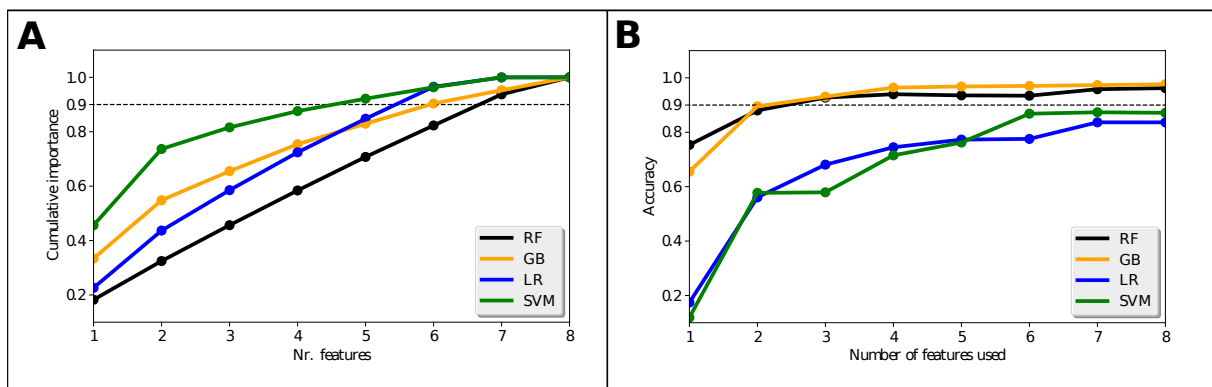 A
Cumulative importance
1.0
0.9
0.8
0.6
0.4
0.2
1 2 3 4 5 6 7 8
Nr. features
RF
GB
LR
SVM
B
Accuracy
1.0
0.9
0.8
0.6
0.4
0.2
1 2 3 4 5 6 7 8
Number of features used
RF
GB
LR
SVM